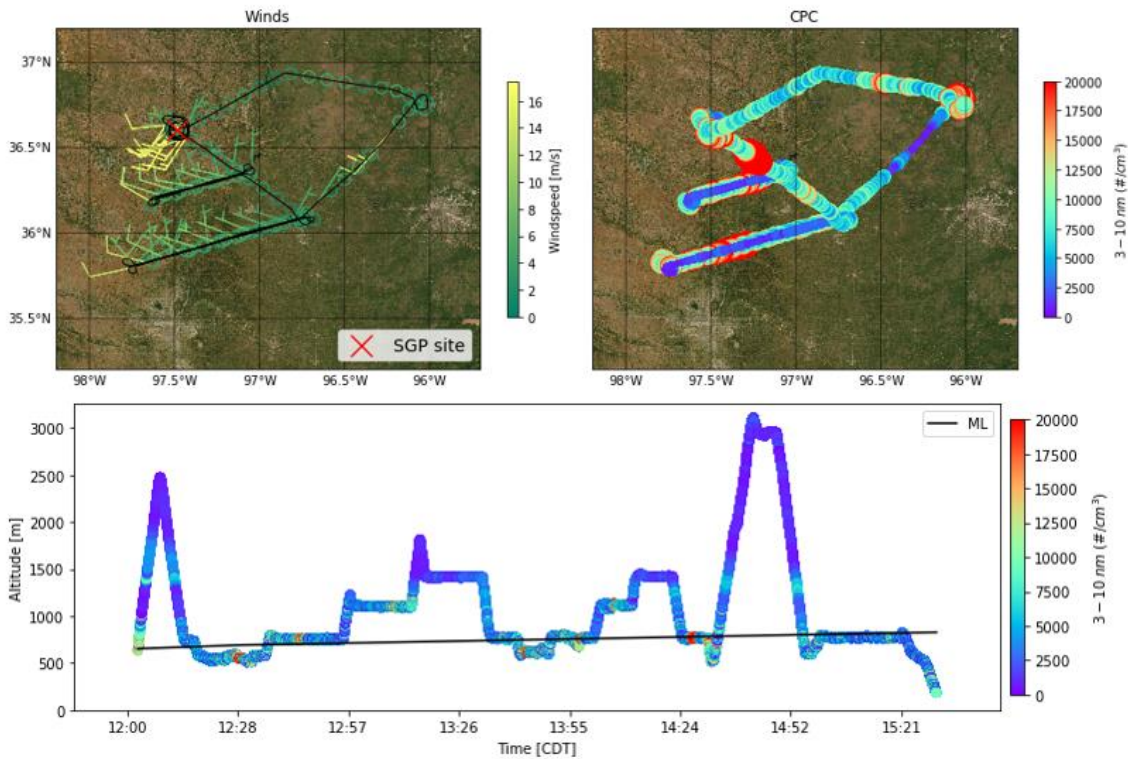 Winds
CPC
37°N
36.5°N
36°N
35.5°N
98°W
97.5°W
97°W
96.5°W
96°W
SGP site
16
14
12
10
8
6
4
2
0
Windspeed [m/s]
98°W
97.5°W
97°W
96.5°W
96°W
20000
17500
15000
12500
10000
7500
5000
2500
0
3 − 10 nm (#/cm³)
3000
2500
2000
1500
1000
500
0
Altitude [m]
ML
12:00
12:28
12:57
13:26
13:55
14:24
14:52
15:21
Time [CDT]
20000
17500
15000
12500
10000
7500
5000
2500
0
3 − 10 nm (#/cm³)